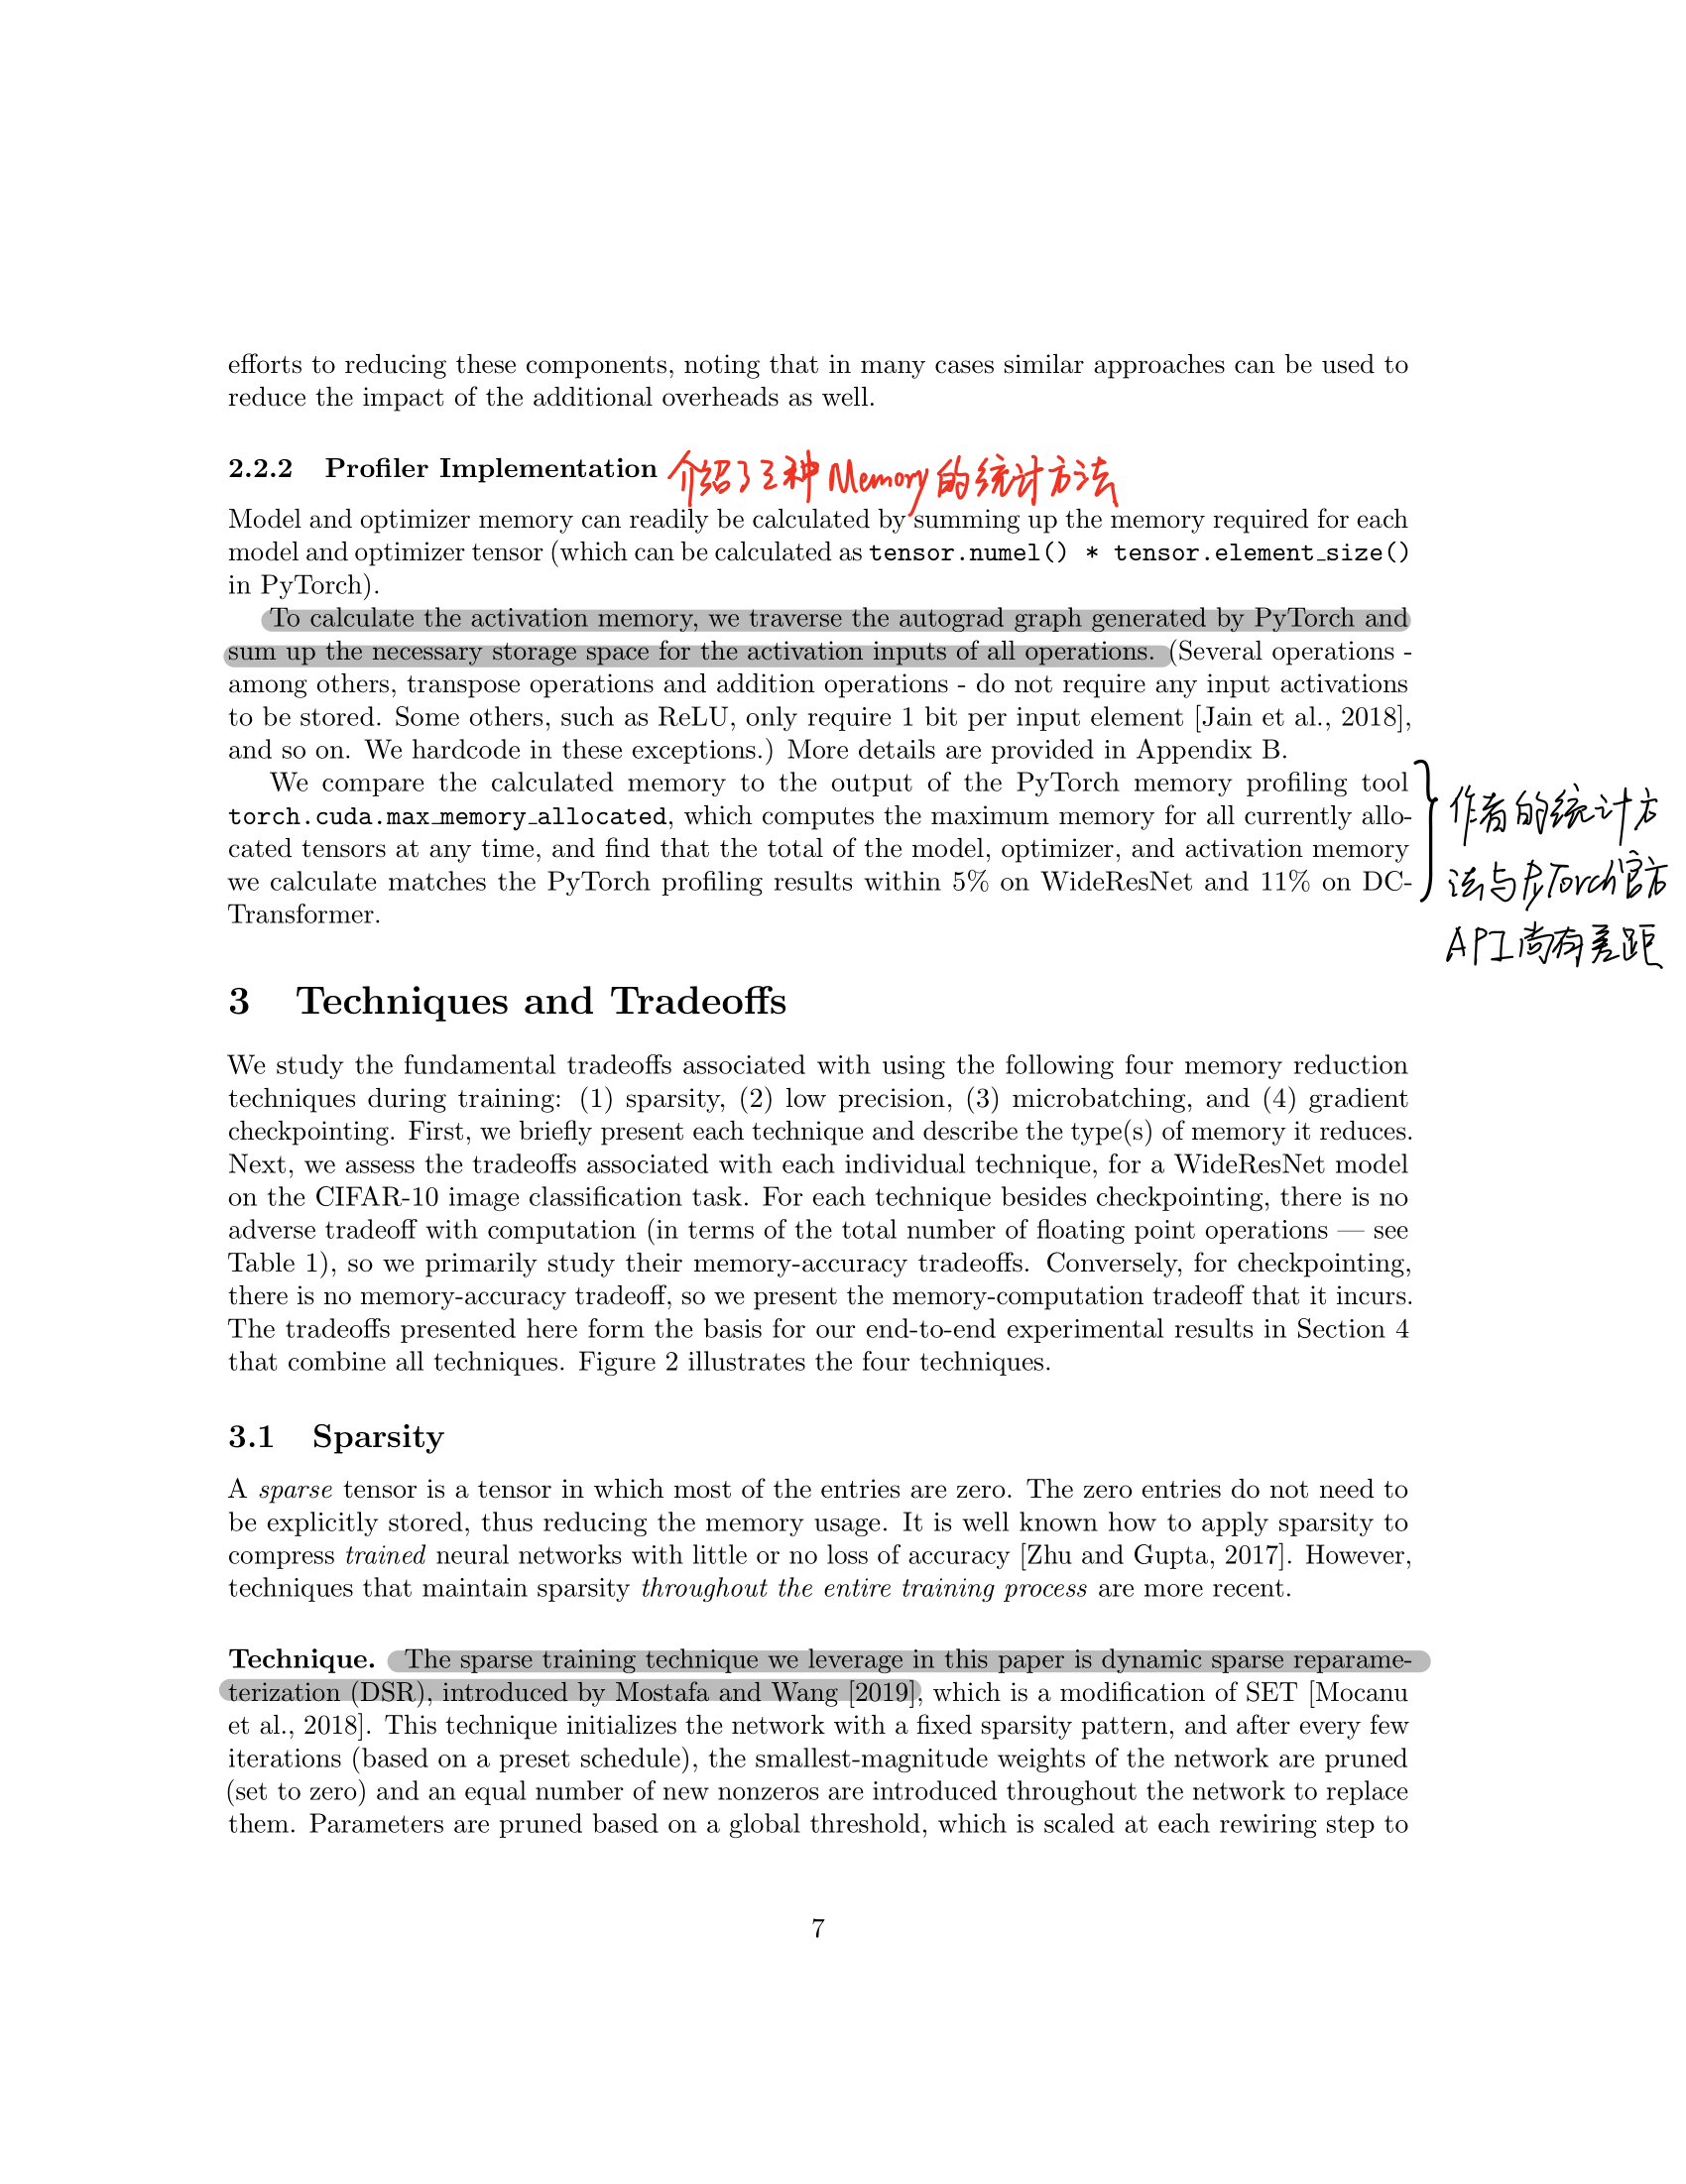 efforts to reducing these components, noting that in many cases similar approaches can be used to
reduce the impact of the additional overheads as well.
2.2.2 Profiler Implementation 介绍了三种Memory的统计方法
Model and optimizer memory can readily be calculated by summing up the memory required for each
model and optimizer tensor (which can be calculated as tensor.numel() * tensor.element_size()
in PyTorch).
To calculate the activation memory, we traverse the autograd graph generated by PyTorch and
sum up the necessary storage space for the activation inputs of all operations. (Several operations -
among others, transpose operations and addition operations - do not require any input activations
to be stored. Some others, such as ReLU, only require 1 bit per input element [Jain et al., 2018],
and so on. We hardcode in these exceptions.) More details are provided in Appendix B.
We compare the calculated memory to the output of the PyTorch memory profiling tool
torch.cuda.max_memory_allocated, which computes the maximum memory for all currently allo-
cated tensors at any time, and find that the total of the model, optimizer, and activation memory
we calculate matches the PyTorch profiling results within 5% on WideResNet and 11% on DC-
Transformer.
作者的统计方
法与PyTorch官方
API尚有差距
3 Techniques and Tradeoffs
We study the fundamental tradeoffs associated with using the following four memory reduction
techniques during training: (1) sparsity, (2) low precision, (3) microbatching, and (4) gradient
checkpointing. First, we briefly present each technique and describe the type(s) of memory it reduces.
Next, we assess the tradeoffs associated with each individual technique, for a WideResNet model
on the CIFAR-10 image classification task. For each technique besides checkpointing, there is no
adverse tradeoff with computation (in terms of the total number of floating point operations — see
Table 1), so we primarily study their memory-accuracy tradeoffs. Conversely, for checkpointing,
there is no memory-accuracy tradeoff, so we present the memory-computation tradeoff that it incurs.
The tradeoffs presented here form the basis for our end-to-end experimental results in Section 4
that combine all techniques. Figure 2 illustrates the four techniques.
3.1 Sparsity
A sparse tensor is a tensor in which most of the entries are zero. The zero entries do not need to
be explicitly stored, thus reducing the memory usage. It is well known how to apply sparsity to
compress trained neural networks with little or no loss of accuracy [Zhu and Gupta, 2017]. However,
techniques that maintain sparsity throughout the entire training process are more recent.
Technique. The sparse training technique we leverage in this paper is dynamic sparse reparame-
terization (DSR), introduced by Mostafa and Wang [2019], which is a modification of SET [Mocanu
et al., 2018]. This technique initializes the network with a fixed sparsity pattern, and after every few
iterations (based on a preset schedule), the smallest-magnitude weights of the network are pruned
(set to zero) and an equal number of new nonzeros are introduced throughout the network to replace
them. Parameters are pruned based on a global threshold, which is scaled at each rewiring step to
7